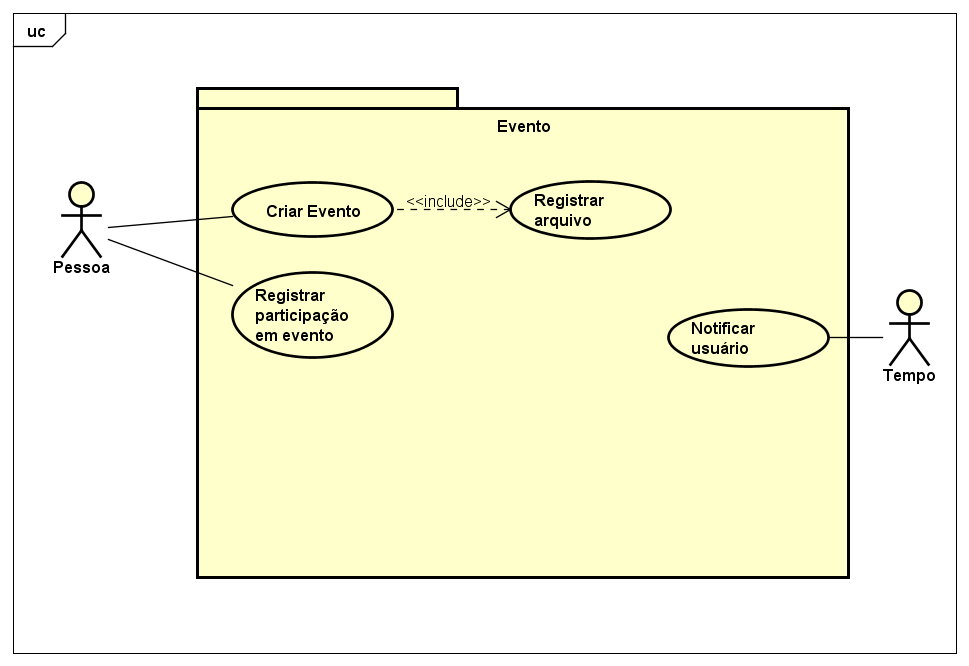 uc
Evento
Criar Evento
<<include>>
Registrar
arquivo
Pessoa
Registrar
participação
em evento
Notificar
usuário
Tempo